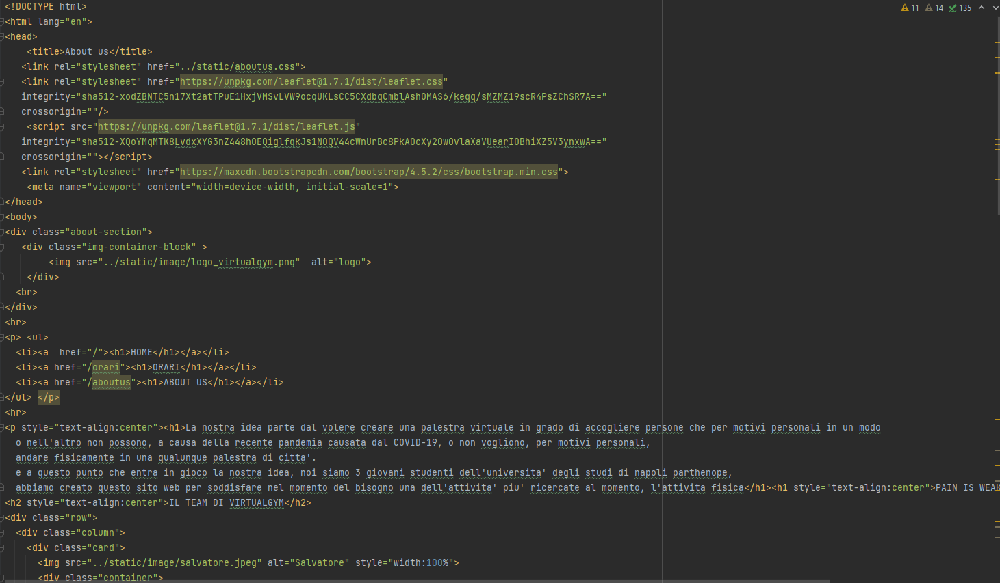 <!DOCTYPE html>
11 14 135
<html lang="en">
<head>
<title>About us</title>
<link rel="stylesheet" href="../static/aboutus.css">
<link rel="stylesheet" href="https://unpkg.com/leaflet@1.7.1/dist/leaflet.css"
integrity="sha512-xodZBNTC5n17Xt2atTPuE1HxjVMSvLVW9ocqUKLsCC5CXdbqCmblAshOMAS6/keqq/sMZMZ19scR4PsZChSR7A=="
crossorigin=""/>
<script src="https://unpkg.com/leaflet@1.7.1/dist/leaflet.js"
integrity="sha512-XQoYMqMTK8LvdxXYG3nZ448hOEQiglfqkJs1NOQV44cWnUrBc8PkAOcXy20w0vlaXaVUearIOBhiXZ5V3ynxwA=="
crossorigin=""></script>
<link rel="stylesheet" href="https://maxcdn.bootstrapcdn.com/bootstrap/4.5.2/css/bootstrap.min.css">
<meta name="viewport" content="width=device-width, initial-scale=1">
</head>
<body>
<div class="about-section">
<div class="img-container-block" >
<img src="../static/image/logo_virtualgym.png"  alt="logo">
</div>
<br>
</div>
<hr>
<p> <ul>
<li><a  href="/"><h1>HOME</h1></a></li>
<li><a href="/orari"><h1>ORARI</h1></a></li>
<li><a href="/aboutus"><h1>ABOUT US</h1></a></li>
</ul> </p>
<hr>
<p style="text-align:center"><h1>La nostra idea parte dal volere creare una palestra virtuale in grado di accogliere persone che per motivi personali in un modo
o nell'altro non possono, a causa della recente pandemia causata dal COVID-19, o non vogliono, per motivi personali,
andare fisicamente in una qualunque palestra di citta'.
e a questo punto che entra in gioco la nostra idea, noi siamo 3 giovani studenti dell'universita' degli studi di napoli parthenope,
abbiamo creato questo sito web per soddisfare nel momento del bisogno una dell'attivita' piu' ricercate al momento, l'attivita fisica</h1><h1 style="text-align:center">PAIN IS WEAK
<h2 style="text-align:center">IL TEAM DI VIRTUALGYM</h2>
<div class="row">
<div class="column">
<div class="card">
<img src="../static/image/salvatore.jpeg" alt="Salvatore" style="width:100%">
<div class="container">